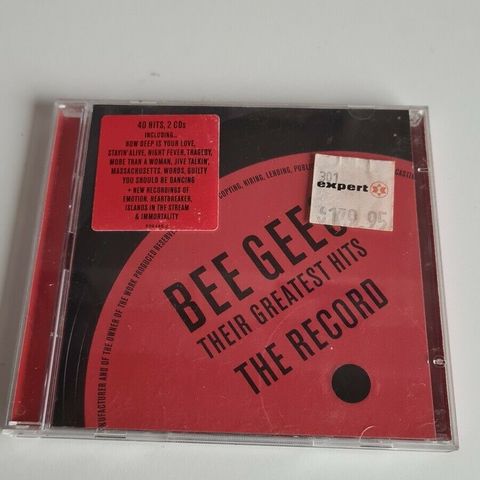 40 HITS, 2 CDs
INCLUDING...
HOW DEEP IS YOUR LOVE,
STAYIN' ALIVE, NIGHT FEVER, TRAGEDY,
MORE THAN A WOMAN, JIVE TALKIN',
MASSACHUSETTS, WORDS, GUILTY
YOU SHOULD BE DANCING
+ NEW RECORDINGS OF
EMOTION, HEARTBREAKER,
ISLANDS IN THE STREAM
& IMMORTALITY
301
expert
179.95
COPYING, HIRING, LENDING,
BEE GEES
THEIR GREATEST HITS
THE RECORD
AND OF THE OWNER OF THE WORK PRODUCED